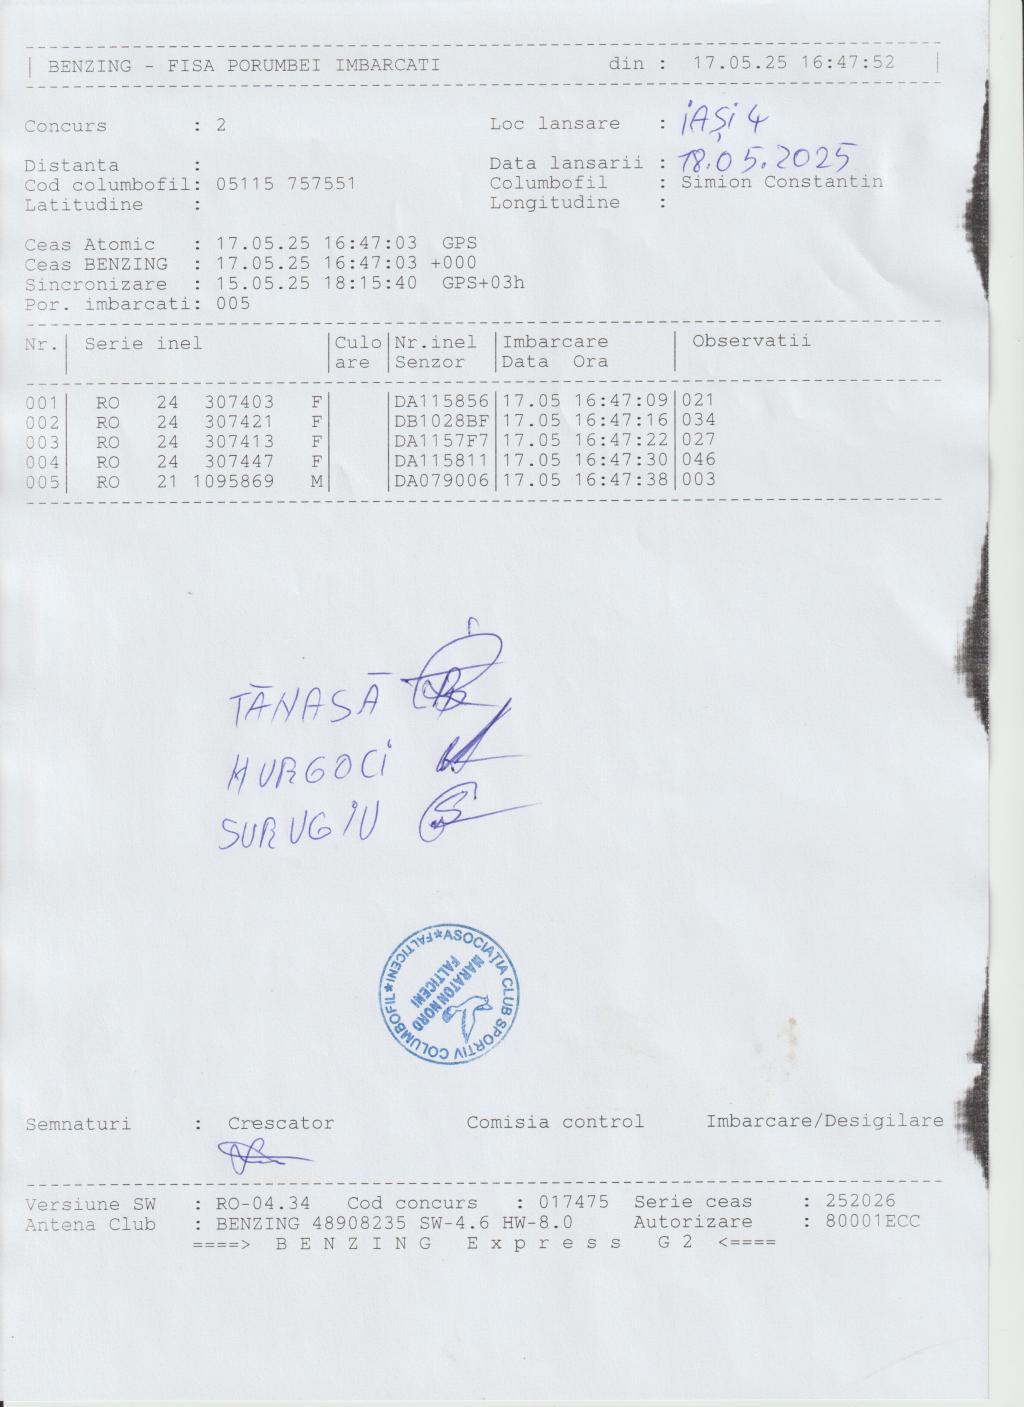 BENZING - FISA PORUMBEI IMBARCATI din : 17.05.25 16:47:52
Concurs : 2 Loc lansare : IAȘI 4
Distanta : Data lansarii : 18.05.2025
Cod columbofil: 05115 757551 Columbofil : Simion Constantin
Latitudine : Longitudine :
Ceas Atomic : 17.05.25 16:47:03 GPS
Ceas BENZING : 17.05.25 16:47:03 +000
Sincronizare : 15.05.25 18:15:40 GPS+03h
Por. imbarcati: 005
Nr.| Serie inel |Culo|Nr.inel |Imbarcare | Observatii
| |are |Senzor |Data Ora |
001| RO 24 307403 F| |DA115856|17.05 16:47:09|021
002| RO 24 307421 F| |DB1028BF|17.05 16:47:16|034
003| RO 24 307413 F| |DA1157F7|17.05 16:47:22|027
004| RO 24 307447 F| |DA115811|17.05 16:47:30|046
005| RO 21 1095869 M| |DA079006|17.05 16:47:38|003
TĂNASĂ
HURGOCI
SURUGIU
ASOCIAȚIA CLUB SPORTIV COLUMBOFIL*FALTICENI*
MARATON NORD
FALTICENI
Semnaturi : Crescator Comisia control Imbarcare/Desigilare
Versiune SW : RO-04.34 Cod concurs : 017475 Serie ceas : 252026
Antena Club : BENZING 48908235 SW-4.6 HW-8.0 Autorizare : 80001ECC
====> B E N Z I N G E x p r e s s G 2 <====